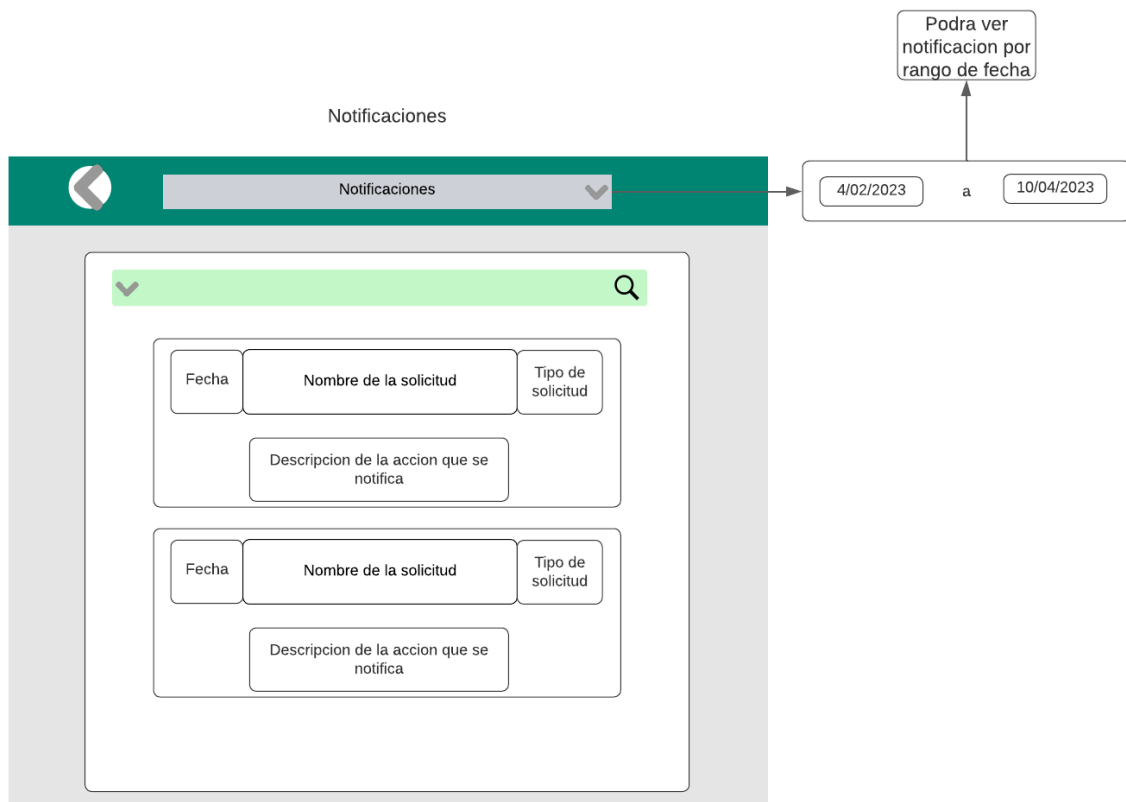 Podra ver
notificacion por
rango de fecha
Notificaciones
Notificaciones
4/02/2023
a
10/04/2023
Fecha
Nombre de la solicitud
Tipo de
solicitud
Descripcion de la accion que se
notifica
Fecha
Nombre de la solicitud
Tipo de
solicitud
Descripcion de la accion que se
notifica